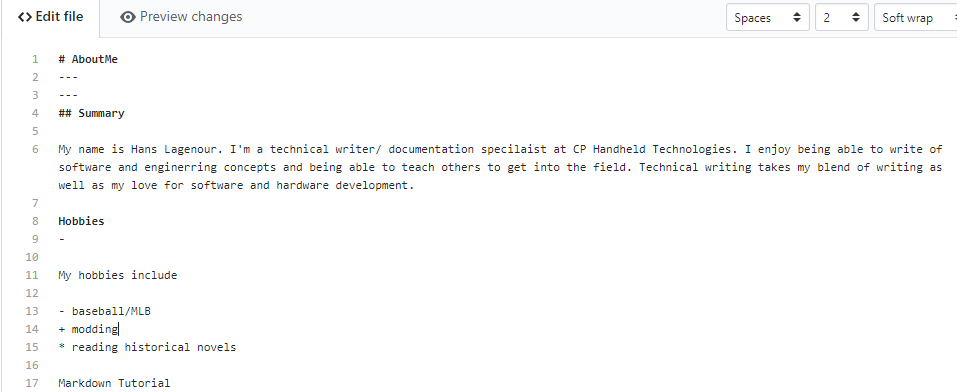 Edit file Preview changes
Spaces 2 Soft wrap
1 # AboutMe
2 ---
3 ---
4 ## Summary
5
6 My name is Hans Lagenour. I'm a technical writer/ documentation specilaist at CP Handheld Technologies. I enjoy being able to write of
software and enginerring concepts and being able to teach others to get into the field. Technical writing takes my blend of writing as
well as my love for software and hardware development.
7
8 Hobbies
9 -
10
11 My hobbies include
12
13 - baseball/MLB
14 + modding
15 * reading historical novels
16
17 Markdown Tutorial